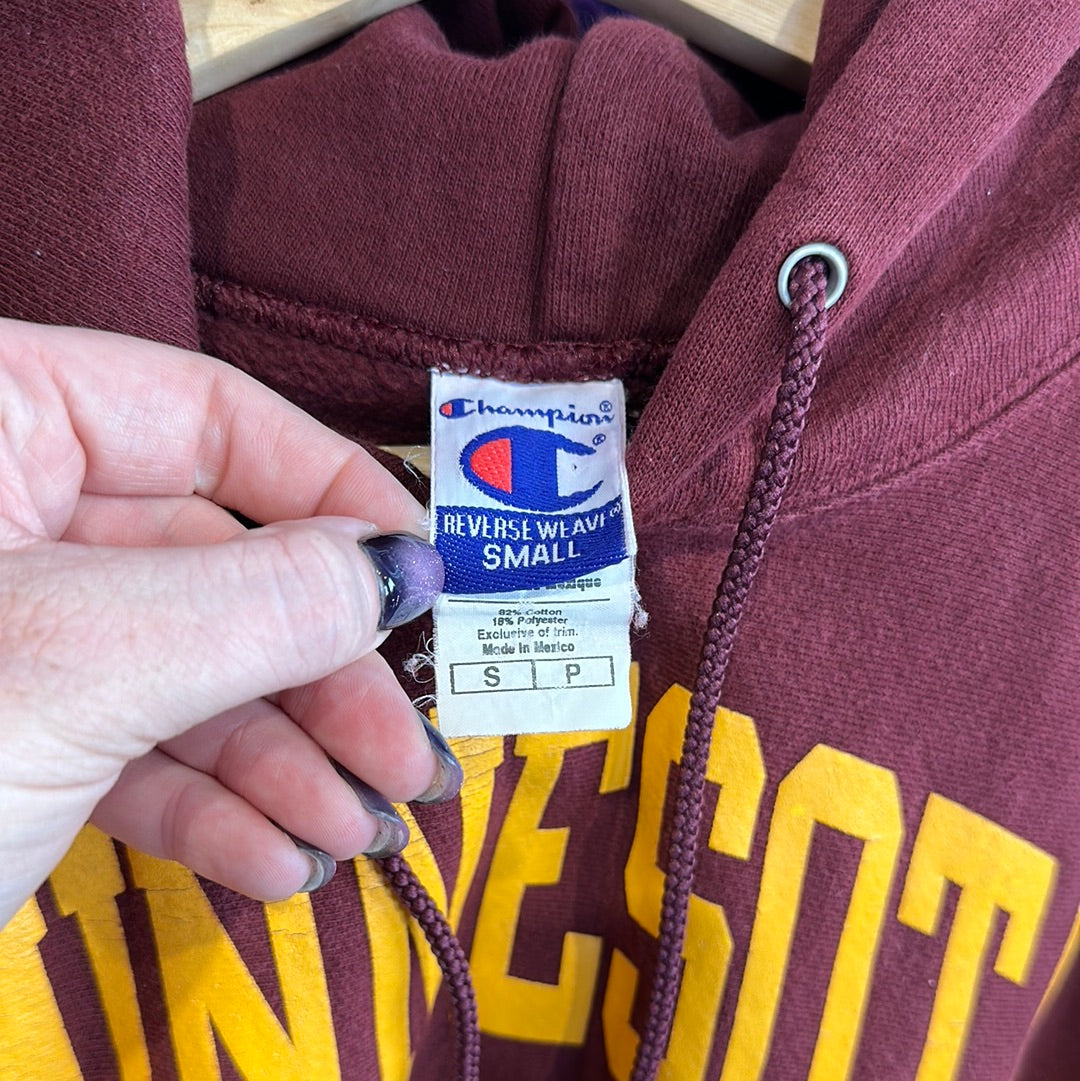 Champion®
®
REVERSE WEAVE®
SMALL
82% Cotton
18% Polyester
Exclusive of trim.
Made in Mexico
S P
NNESOT